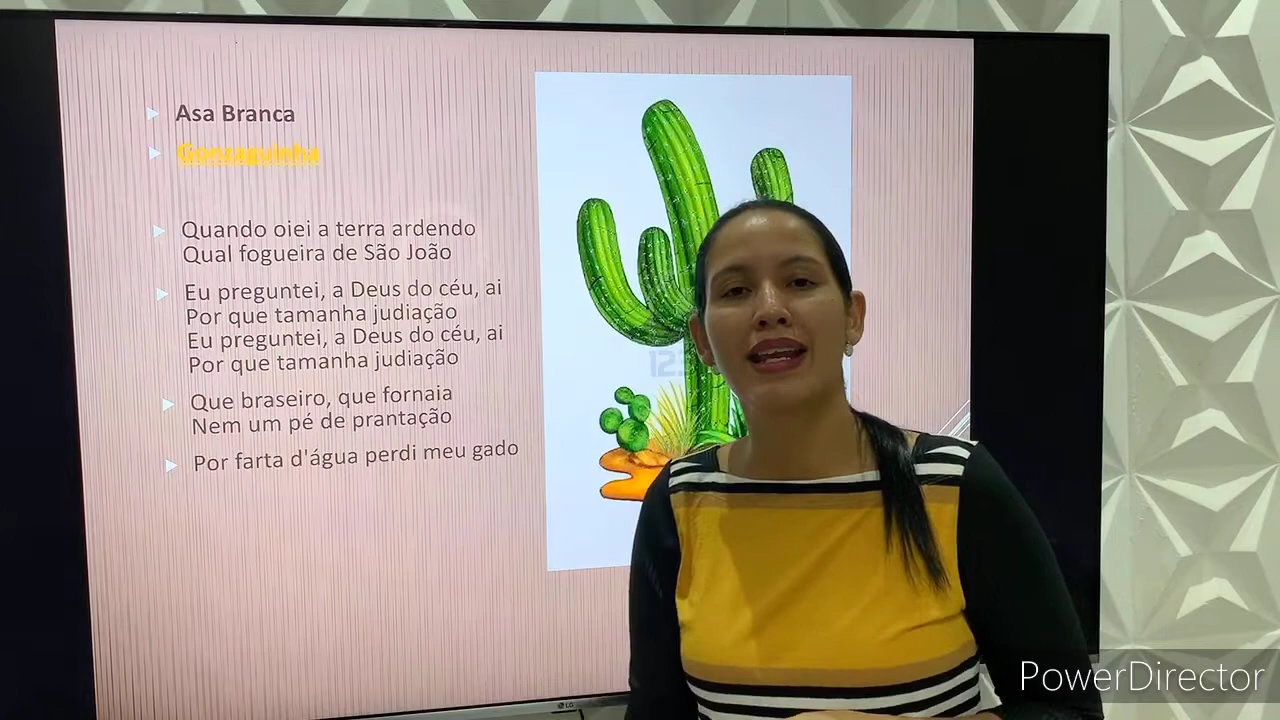 Asa Branca
Gonzaguinha
Quando oiei a terra ardendo
Qual fogueira de São João
Eu preguntei, a Deus do céu, ai
Por que tamanha judiação
Eu preguntei, a Deus do céu, ai
Por que tamanha judiação
Que braseiro, que fornaia
Nem um pé de prantação
Por farta d'água perdi meu gado
123
LG
PowerDirector